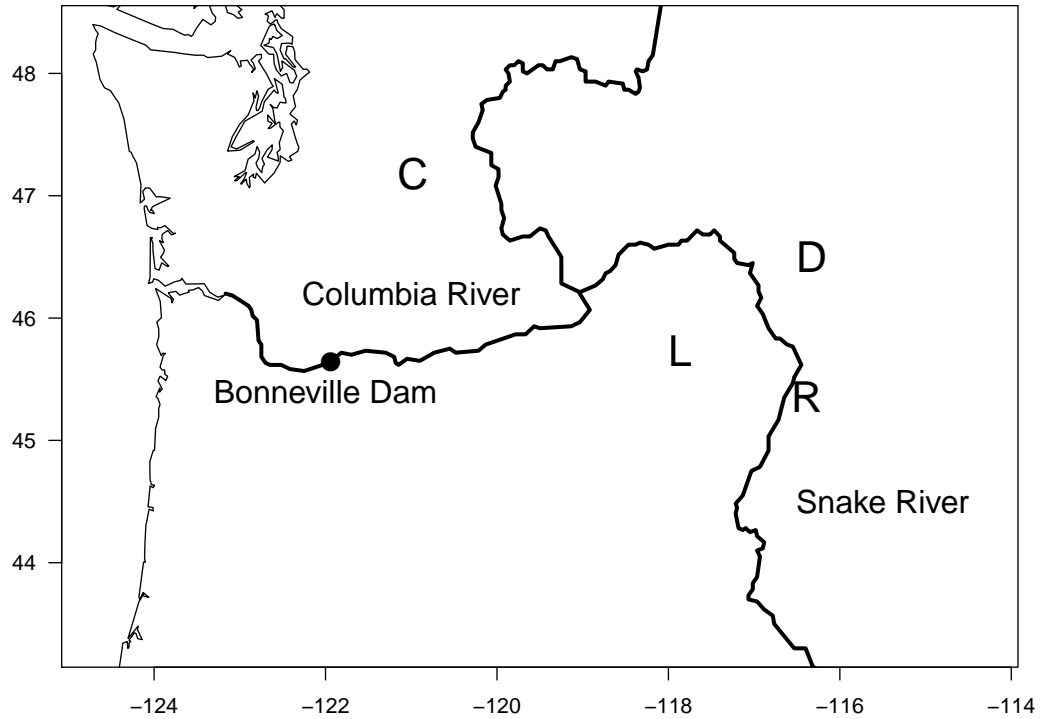 48
47
C
D
46
Columbia River
L
Bonneville Dam
R
45
Snake River
44
−124
−122
−120
−118
−116
−114